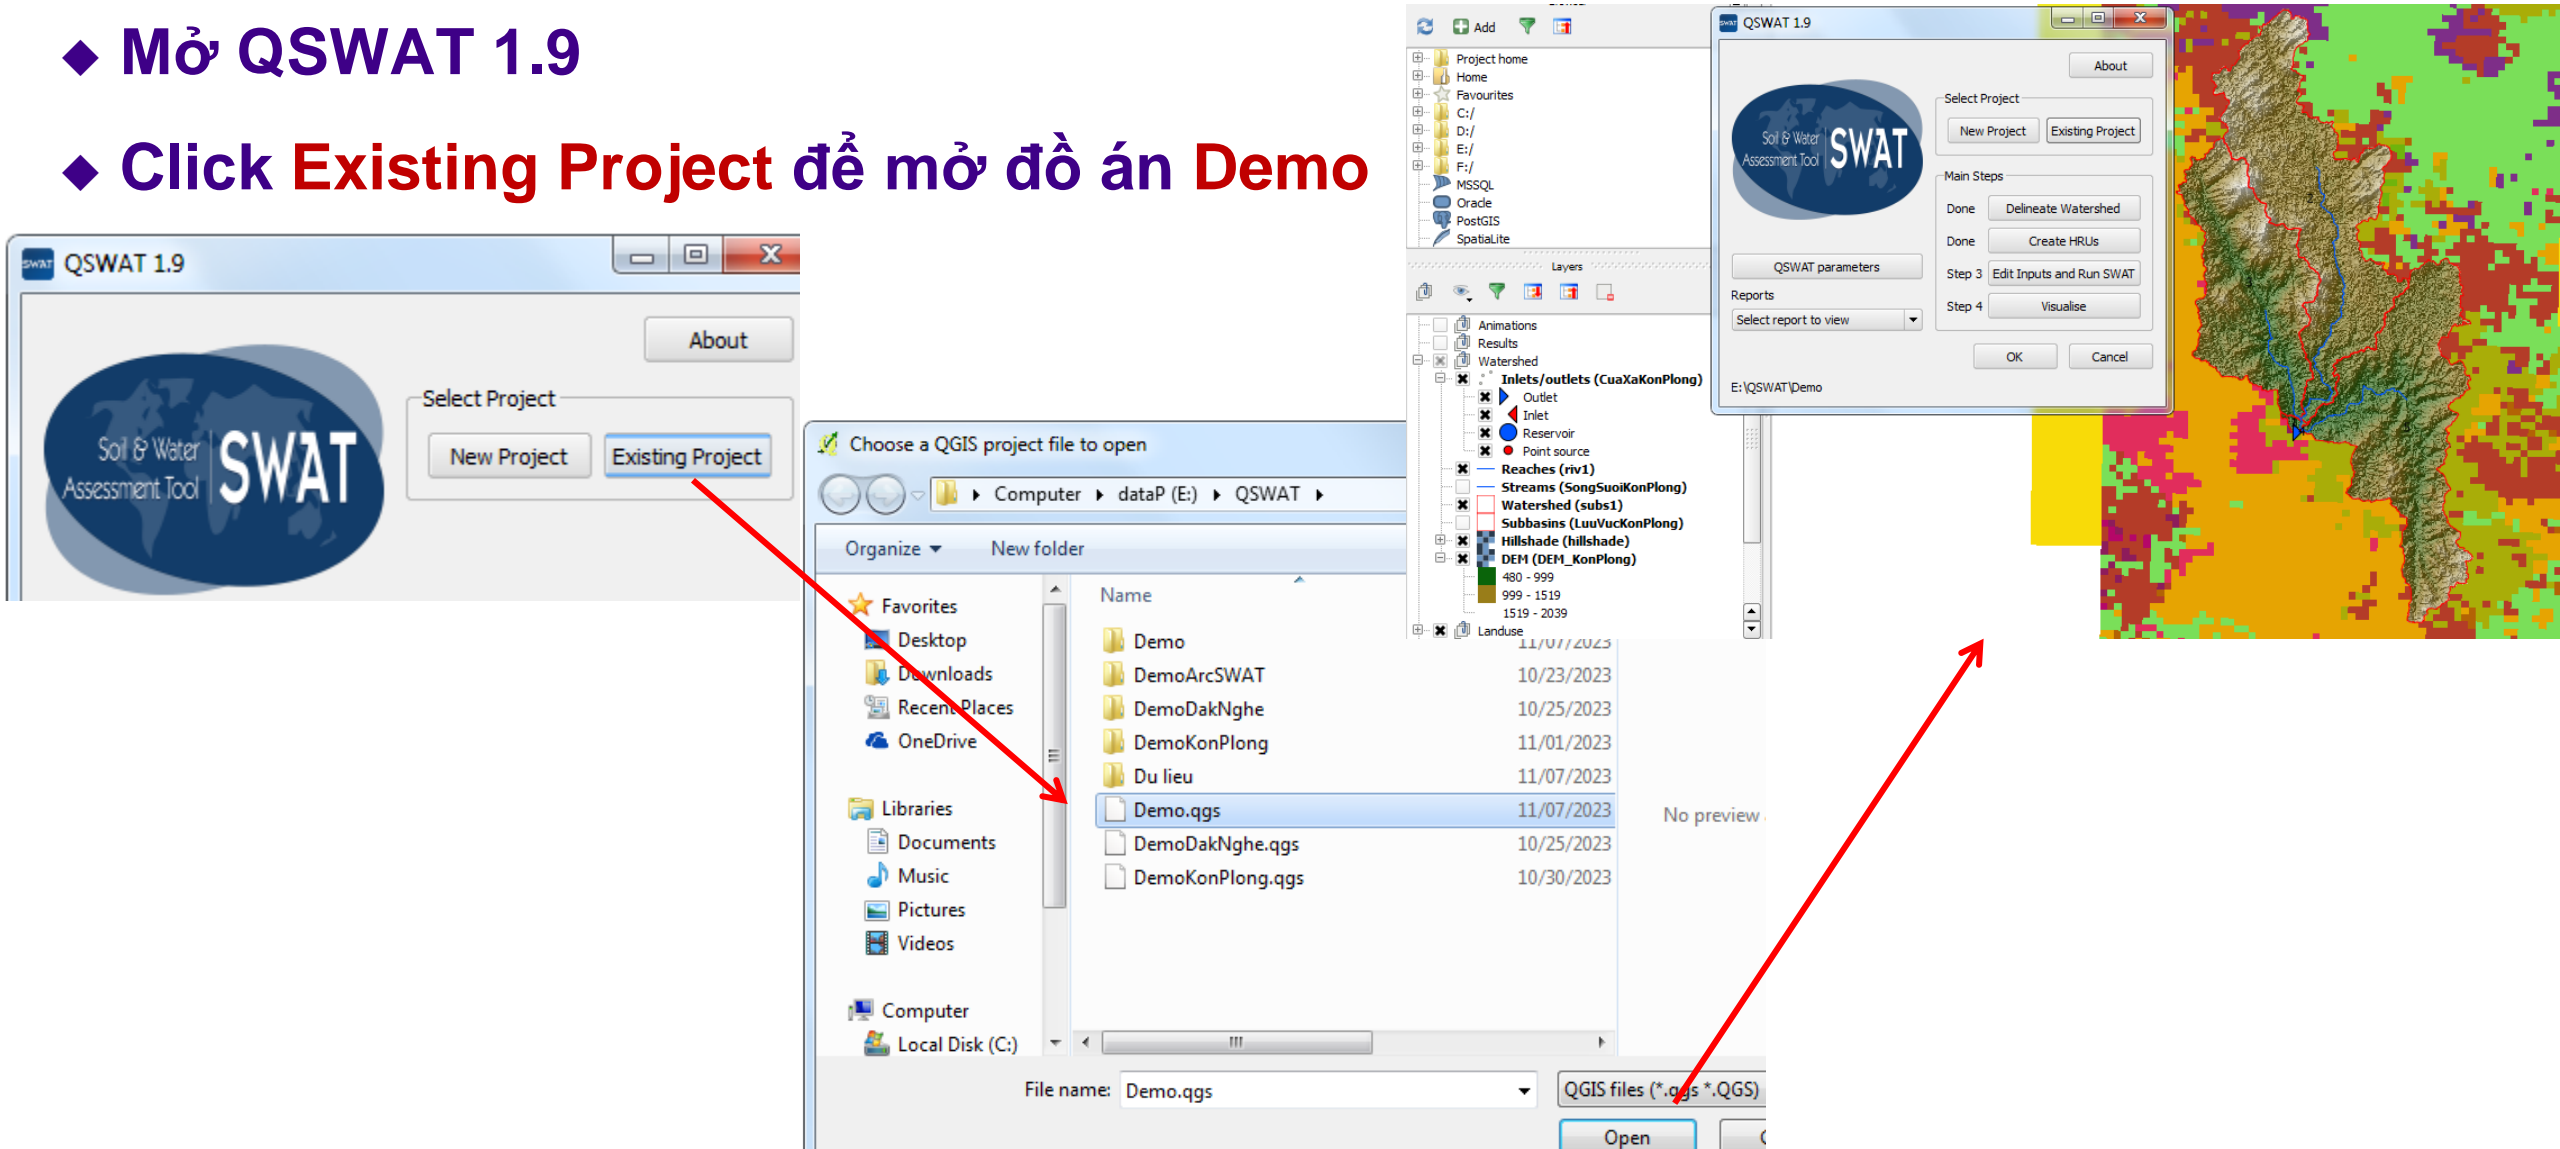 Mở QSWAT 1.9
Click Existing Project để mở đồ án Demo
QSWAT 1.9
About
Soil & Water
Assessment Tool
SWAT
Select Project
New Project
Existing Project
Choose a QGIS project file to open
Computer
dataP (E:)
QSWAT
Organize
New folder
Favorites
Desktop
Downloads
Recent Places
OneDrive
Libraries
Documents
Music
Pictures
Videos
Computer
Local Disk (C:)
Name
Demo 11/07/2023
DemoArcSWAT 10/23/2023
DemoDakNghe 10/25/2023
DemoKonPlong 11/01/2023
Du lieu 11/07/2023
Demo.qgs 11/07/2023
DemoDakNghe.qgs 10/25/2023
DemoKonPlong.qgs 10/30/2023
No preview
File name: Demo.qgs
QGIS files (*.qgs *.QGS)
Open
Add
Project home
Home
Favourites
C:/
D:/
E:/
F:/
MSSQL
Oracle
PostGIS
SpatiaLite
Layers
Animations
Results
Watershed
Inlets/outlets (CuaXaKonPlong)
Outlet
Inlet
Reservoir
Point source
Reaches (riv1)
Streams (SongSuoiKonPlong)
Watershed (subs1)
Subbasins (LuuVucKonPlong)
Hillshade (hillshade)
DEM (DEM_KonPlong)
480 - 999
999 - 1519
1519 - 2039
Landuse
QSWAT 1.9
About
Soil & Water
Assessment Tool
SWAT
Select Project
New Project
Existing Project
Main Steps
Done Delineate Watershed
Done Create HRUs
Step 3 Edit Inputs and Run SWAT
Step 4 Visualise
QSWAT parameters
Reports
Select report to view
OK
Cancel
E:\QSWAT\Demo